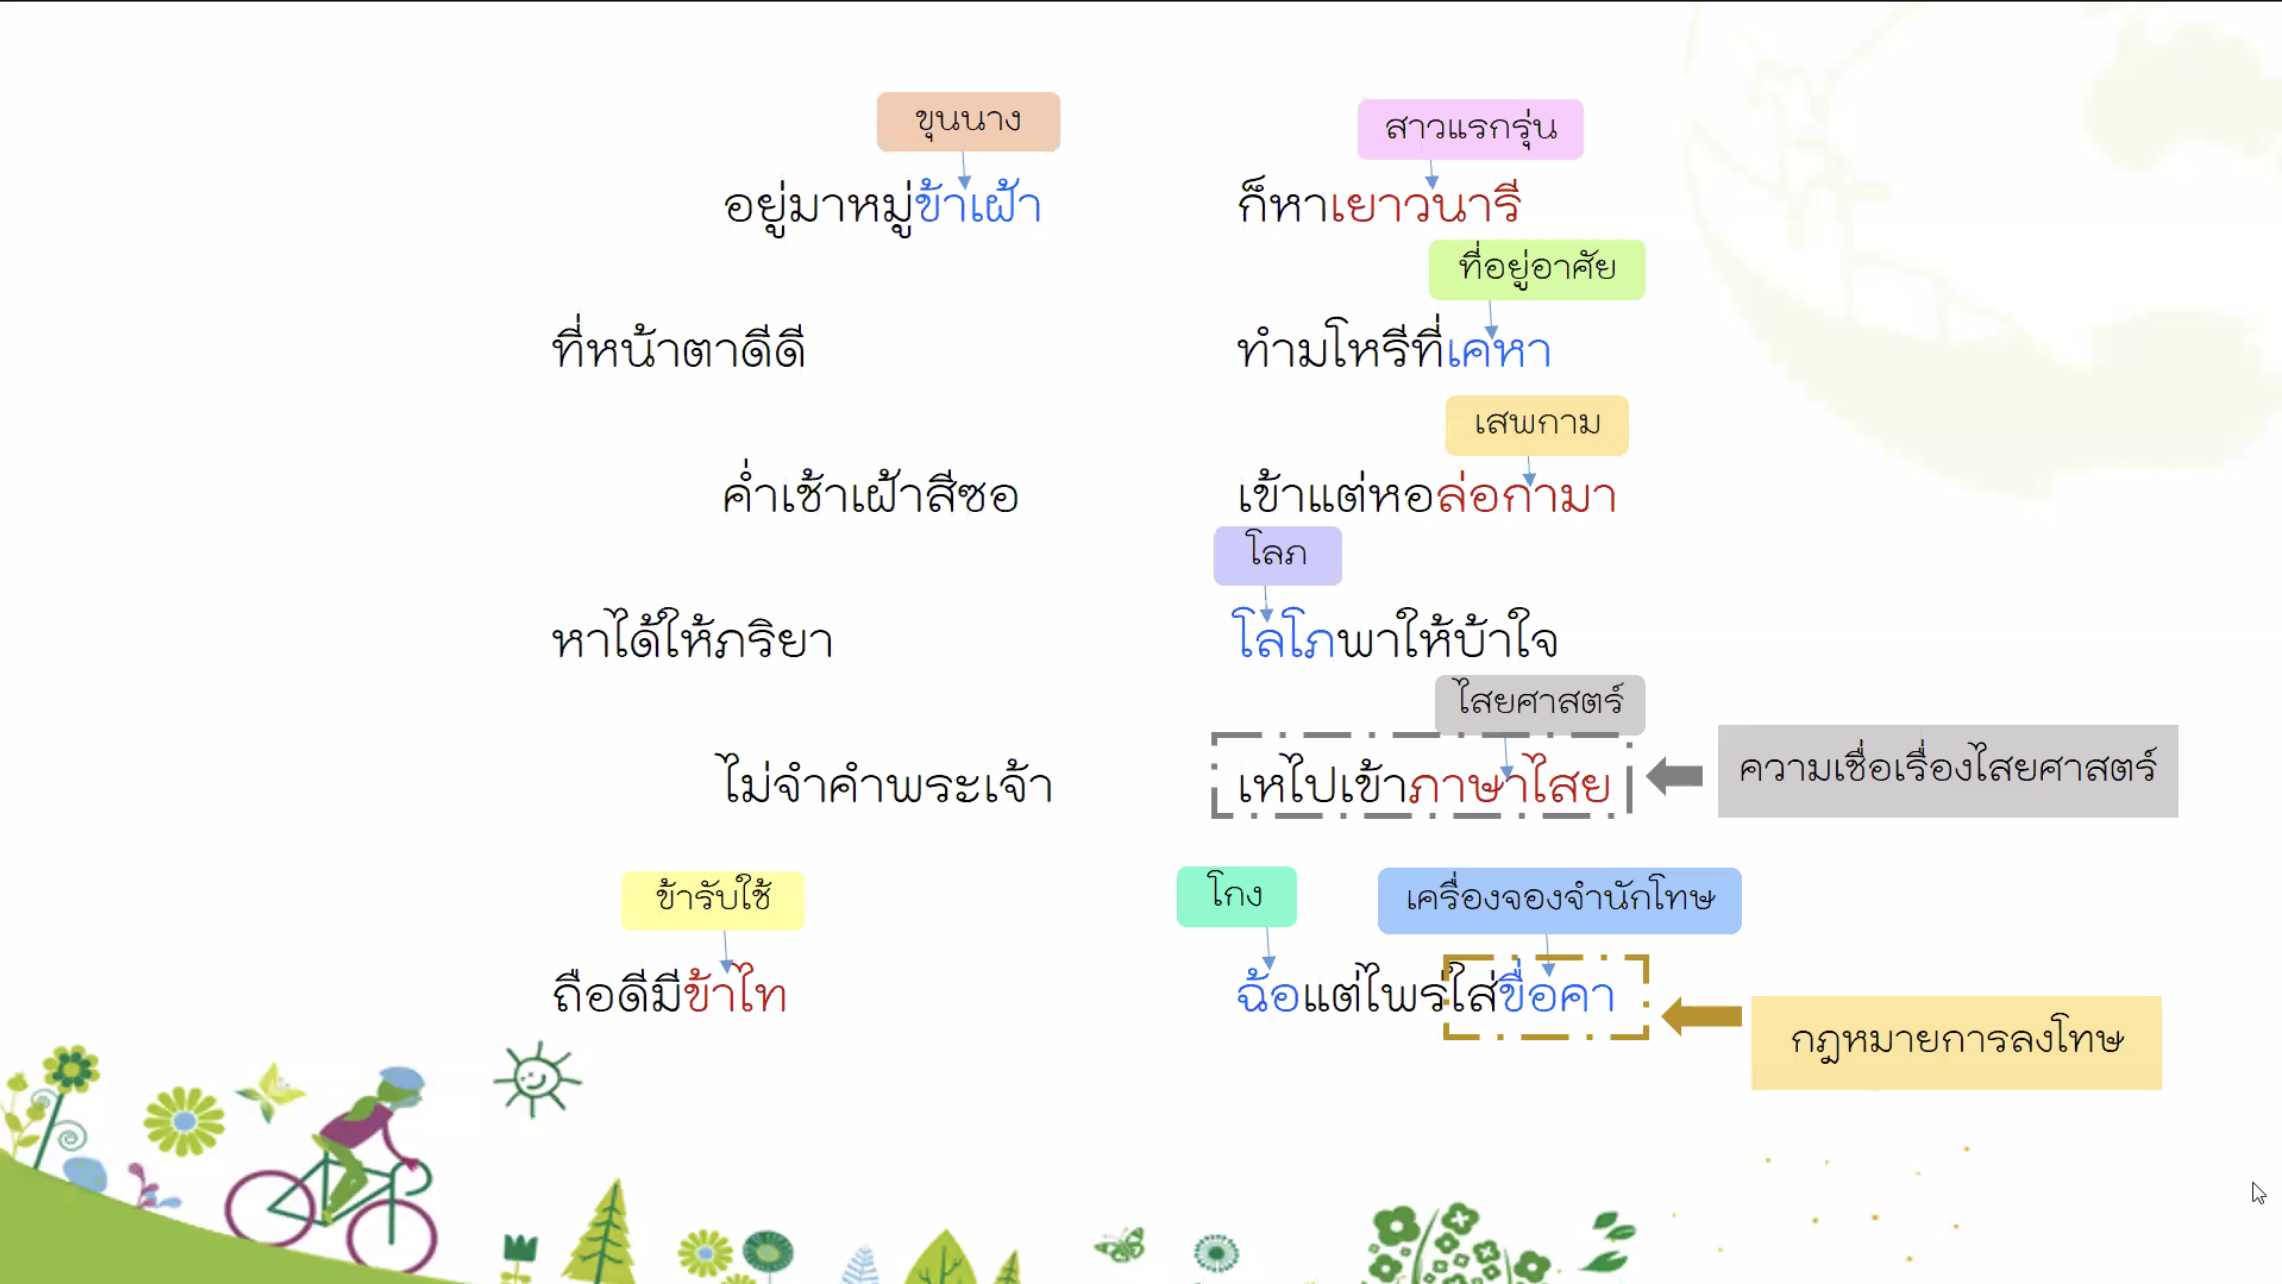 ขุนนาง สาวแรกรุ่น
อยู่มาหมู่ข้าเฝ้า ก็หาเยาวนารี
ที่อยู่อาศัย
ที่หน้าตาดีดี ทำมโหรีที่เคหา
เสพกาม
ค่ำเช้าเฝ้าสีซอ เข้าแต่หอล่อกามา
โลภ
หาได้ให้ภริยา โลโภพาให้บ้าใจ
ไสยศาสตร์
ไม่จำคำพระเจ้า เหไปเข้าภาษาไสย ความเชื่อเรื่องไสยศาสตร์
ข้ารับใช้ โกง เครื่องจองจำนักโทษ
ถือดีมีข้าไท ฉ้อแต่ไพร่ใส่ขื่อคา
กฎหมายการลงโทษ